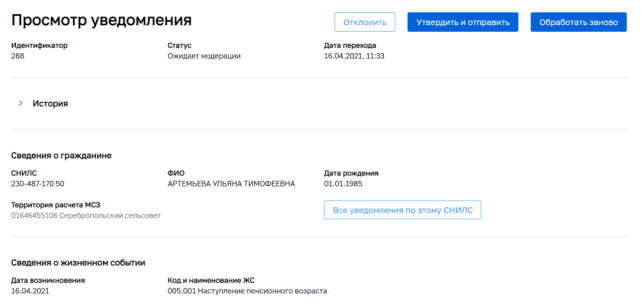 Просмотр уведомления
Отклонить
Утвердить и отправить
Обработать заново
Идентификатор
Статус
Дата перехода
288
Ожидает модерации
16.04.2021, 11:33
История
Сведения о гражданине
СНИЛС
ФИО
Дата рождения
230-487-170 50
АРТЕМЬЕВА УЛЬЯНА ТИМОФЕЕВНА
01.01.1985
Территория расчета МСЗ
01646455106 Серебропольский сельсовет
Все уведомления по этому СНИЛС
Сведения о жизненном событии
Дата возникновения
Код и наименование ЖС
16.04.2021
005.001 Наступление пенсионного возраста